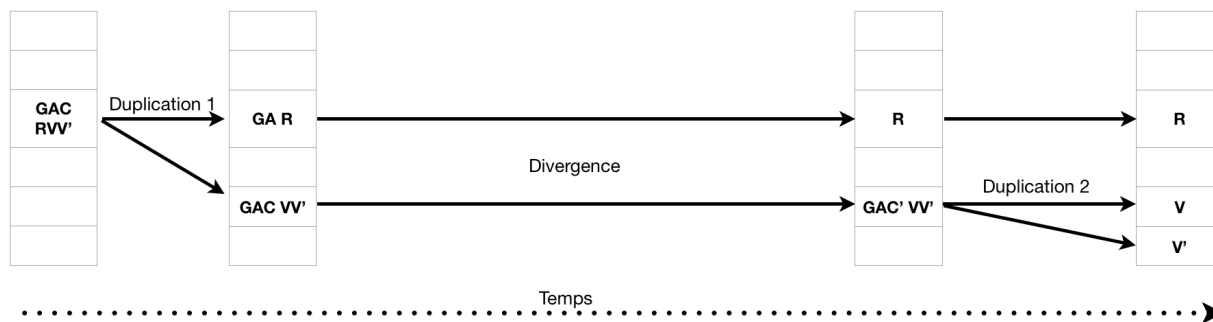 GAC
RVV'
Duplication 1
GA R
R
R
Divergence
GAC VV'
GAC' VV'
Duplication 2
V
V'
Temps